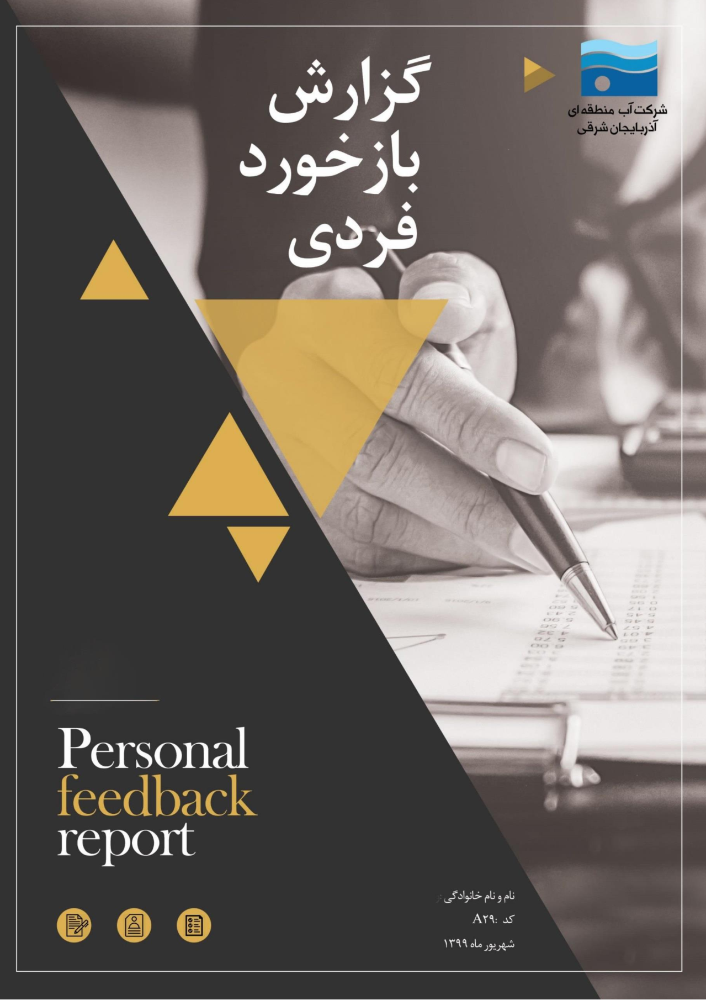 شرکت آب منطقه ای
آذربایجان شرقی
گزارش
بازخورد
فردی
Personal
feedback
report
نام و نام خانوادگی :
کد :A۲۹
شهریور ماه ۱۳۹۹